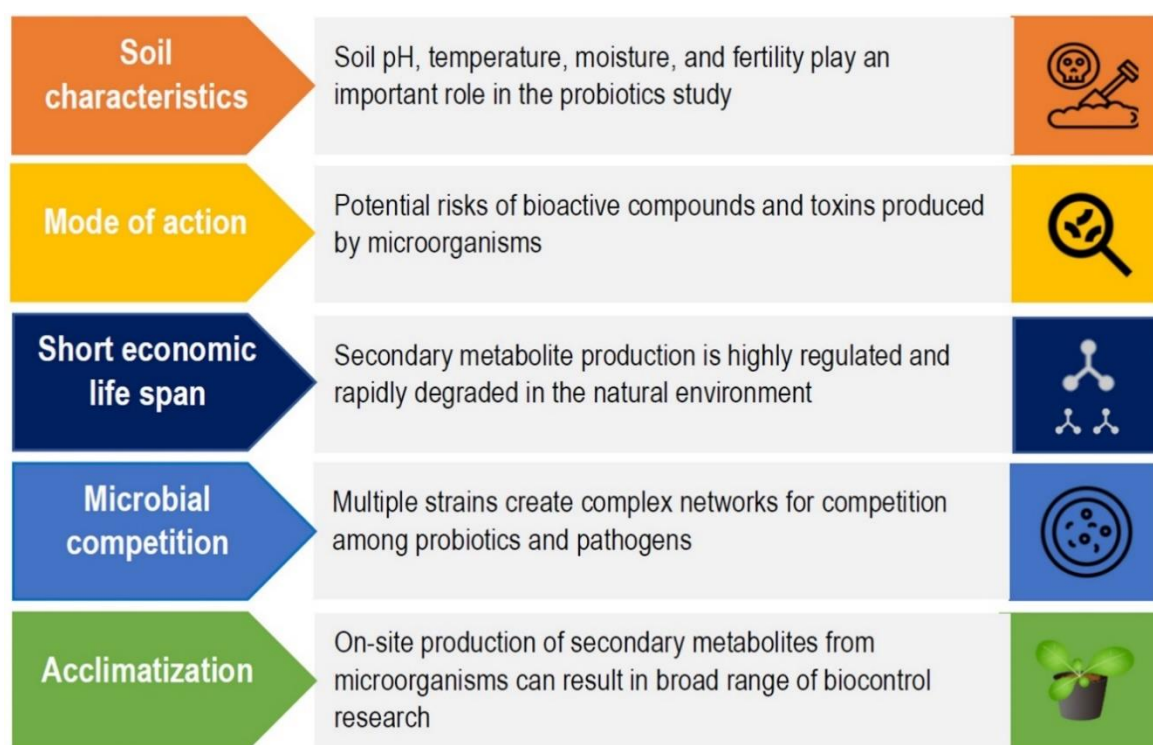 Soil
characteristics
Soil pH, temperature, moisture, and fertility play an
important role in the probiotics study
Mode of action
Potential risks of bioactive compounds and toxins produced
by microorganisms
Short economic
life span
Secondary metabolite production is highly regulated and
rapidly degraded in the natural environment
Microbial
competition
Multiple strains create complex networks for competition
among probiotics and pathogens
Acclimatization
On-site production of secondary metabolites from
microorganisms can result in broad range of biocontrol
research